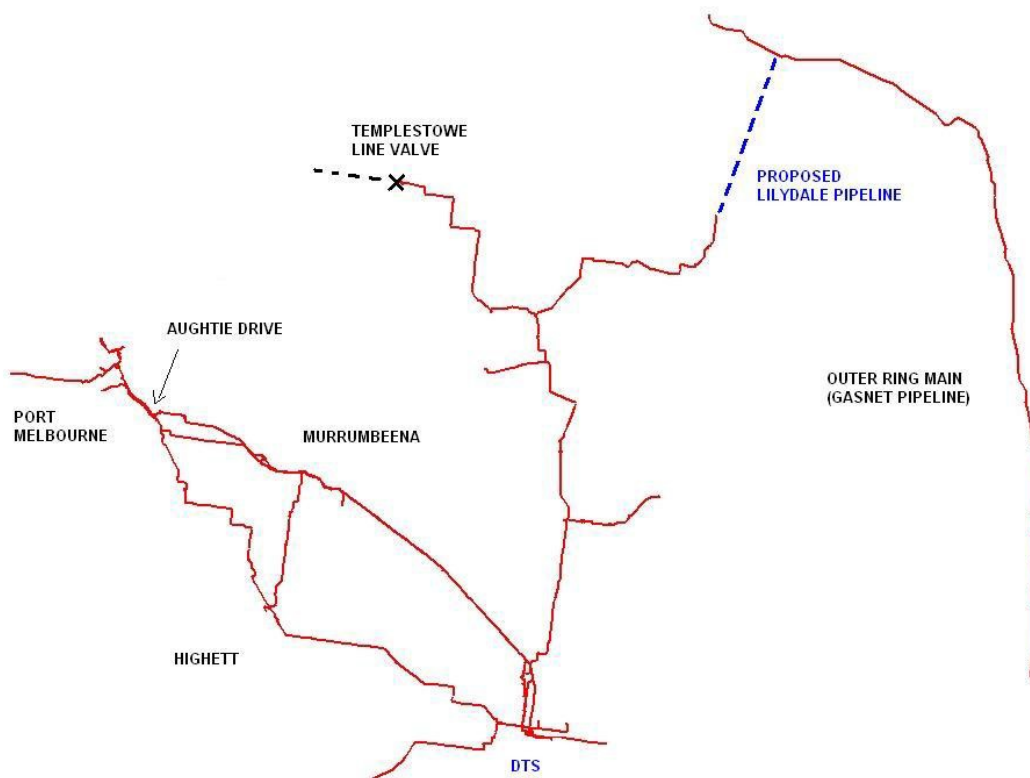 TEMPLESTOWE
LINE VALVE
PROPOSED
LILYDALE PIPELINE
AUGHTIE DRIVE
OUTER RING MAIN
(GASNET PIPELINE)
PORT
MELBOURNE
MURRUMBEENA
HIGHETT
DTS